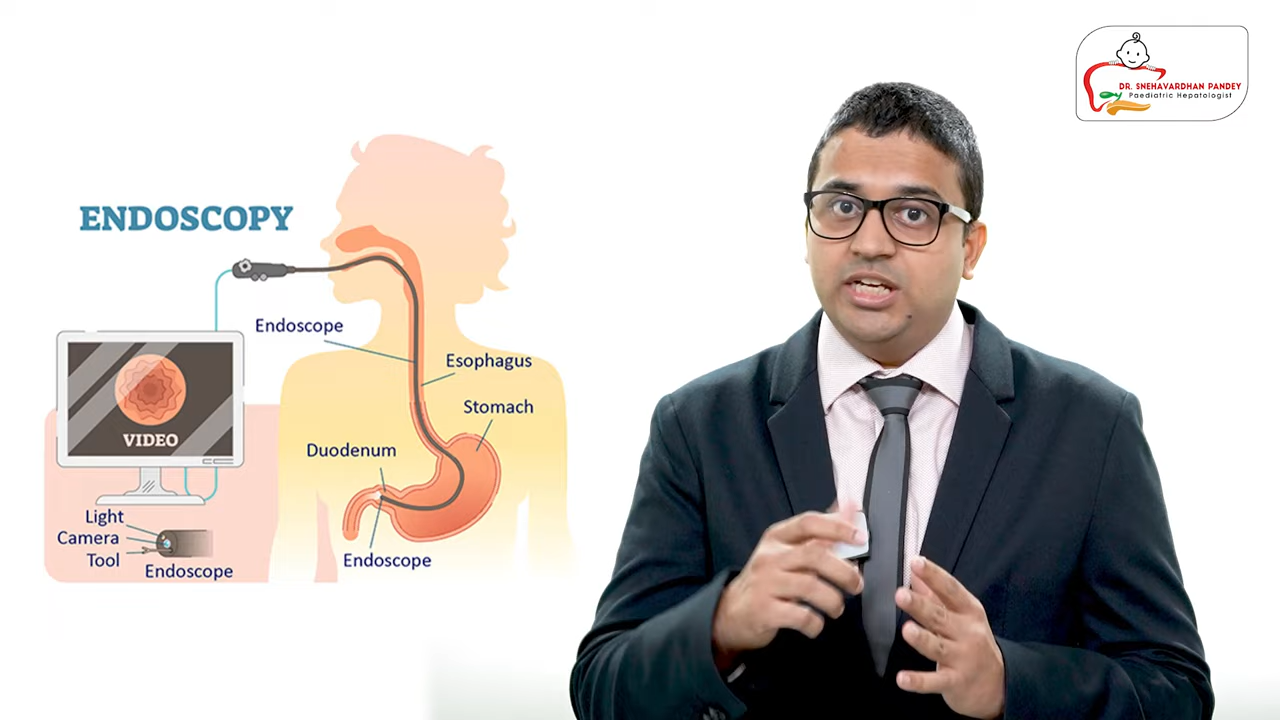 DR. SNEHAVARDHAN PANDEY
Paediatric Hepatologist
ENDOSCOPY
Endoscope
Esophagus
Stomach
Duodenum
VIDEO
Light
Camera
Tool
Endoscope
Endoscope